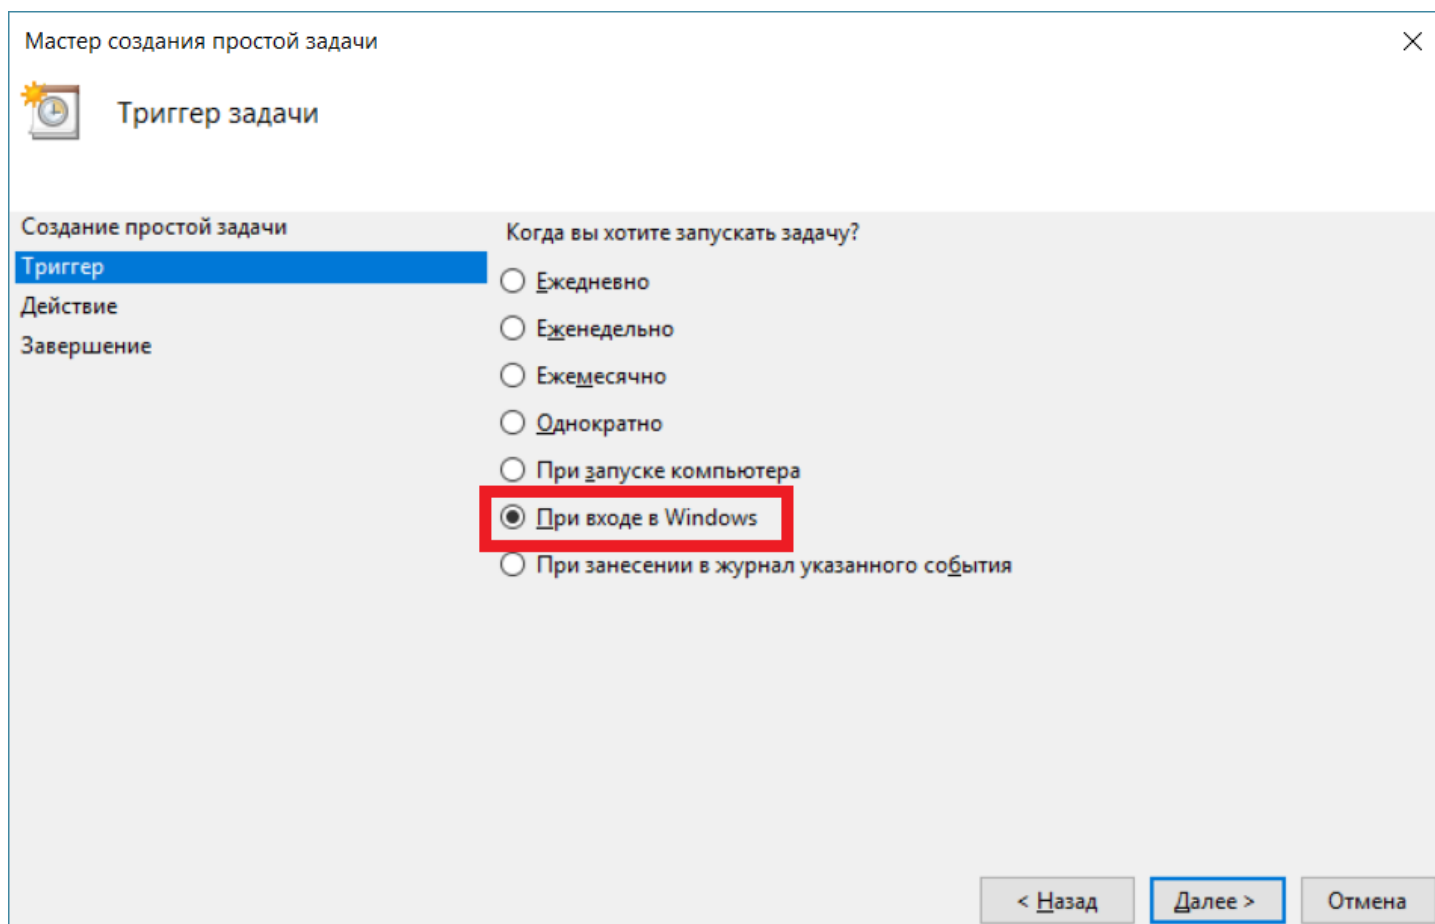 Мастер создания простой задачи
Триггер задачи
Создание простой задачи
Триггер
Действие
Завершение
Когда вы хотите запускать задачу?
Ежедневно
Еженедельно
Ежемесячно
Однократно
При запуске компьютера
При входе в Windows
При занесении в журнал указанного события
< Назад
Далее >
Отмена